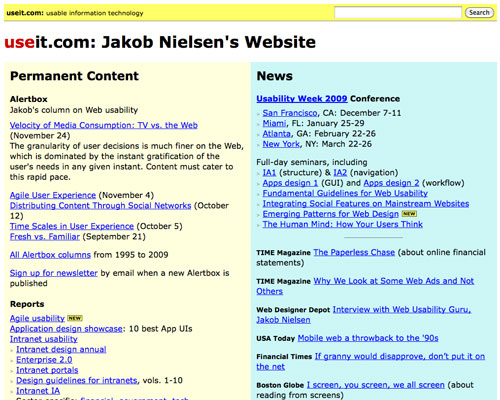 useit.com: usable information technology
Search
useit.com: Jakob Nielsen's Website
Permanent Content
Alertbox
Jakob's column on Web usability
Velocity of Media Consumption: TV vs. the Web
(November 24)
The granularity of user decisions is much finer on the Web,
which is dominated by the instant gratification of the
user's needs in any given instant. Content must cater to
this rapid pace.
Agile User Experience (November 4)
Distributing Content Through Social Networks (October
12)
Time Scales in User Experience (October 5)
Fresh vs. Familiar (September 21)
All Alertbox columns from 1995 to 2009
Sign up for newsletter by email when a new Alertbox is
published
Reports
Agile usability NEW
Application design showcase: 10 best App UIs
Intranet usability
Intranet design annual
Enterprise 2.0
Intranet portals
Design guidelines for intranets, vols. 1-10
Intranet IA
News
Usability Week 2009 Conference
San Francisco, CA: December 7-11
Miami, FL: January 25-29
Atlanta, GA: February 22-26
New York, NY: March 22-26
Full-day seminars, including
IA1 (structure) & IA2 (navigation)
Apps design 1 (GUI) and Apps design 2 (workflow)
Fundamental Guidelines for Web Usability
Integrating Social Features on Mainstream Websites
Emerging Patterns for Web Design NEW
The Human Mind: How Your Users Think
TIME Magazine The Paperless Chase (about online financial
statements)
TIME Magazine Why We Look at Some Web Ads and Not
Others
Web Designer Depot Interview with Web Usability Guru,
Jakob Nielsen
USA Today Mobile web a throwback to the '90s
Financial Times If granny would disapprove, don't put it on
the net
Boston Globe I screen, you screen, we all screen (about
reading from screens)